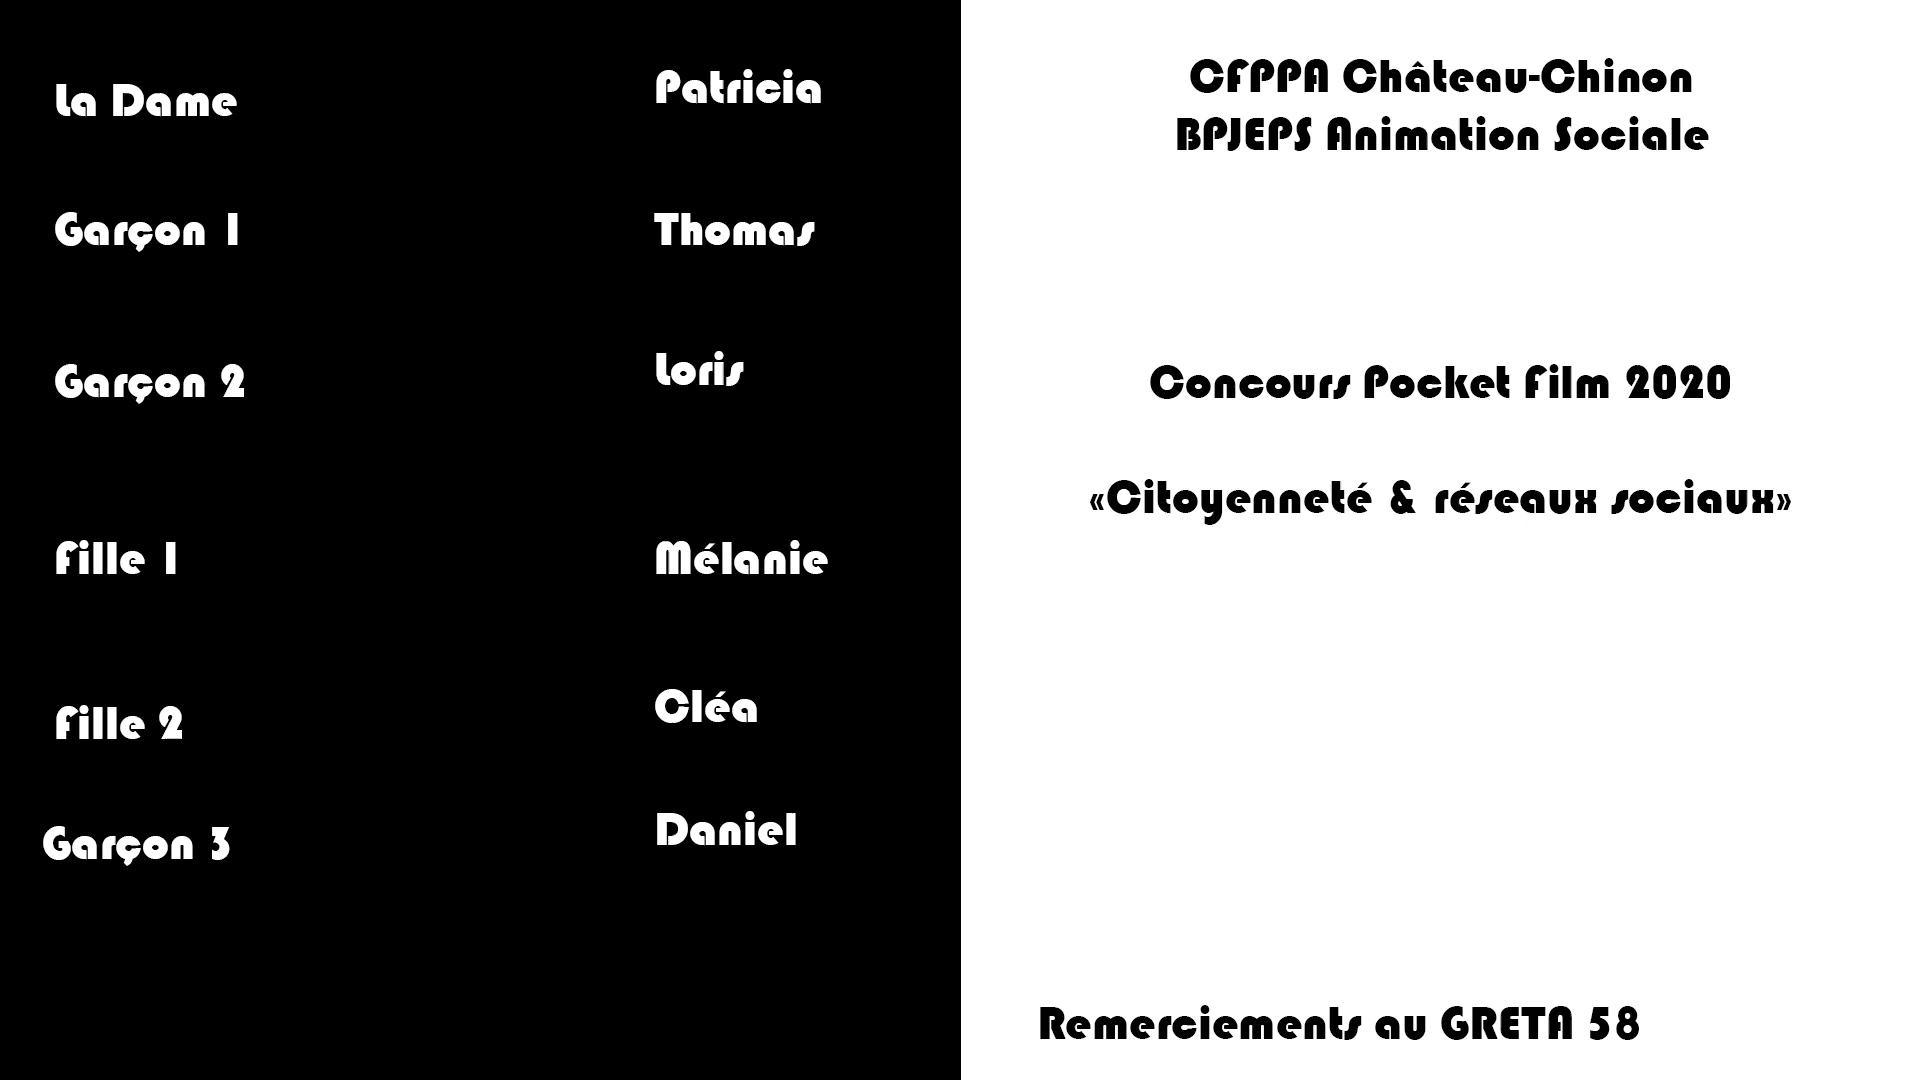 La Dame Patricia
Garçon 1 Thomas
Garçon 2 Loris
Fille 1 Mélanie
Fille 2 Cléa
Garçon 3 Daniel
CFPPA Château-Chinon
BPJEPS Animation Sociale
Concours Pocket Film 2020
«Citoyenneté & réseaux sociaux»
Remerciements au GRETA 58